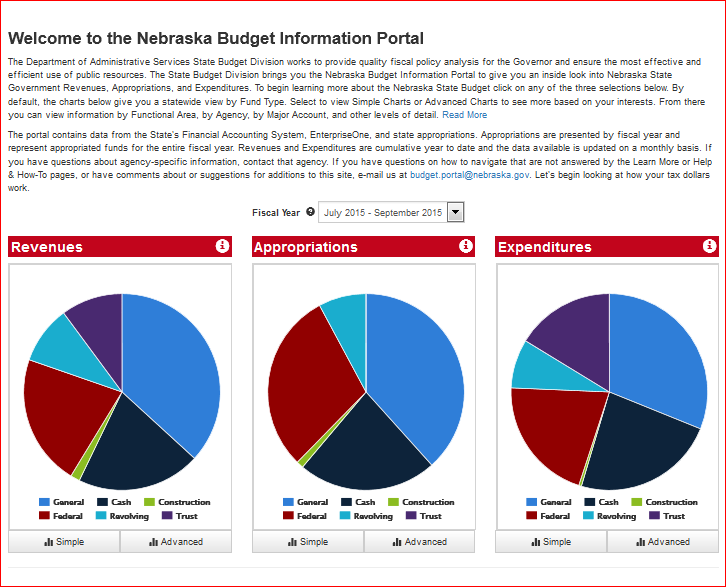 Welcome to the Nebraska Budget Information Portal
The Department of Administrative Services State Budget Division works to provide quality fiscal policy analysis for the Governor and ensure the most effective and
efficient use of public resources. The State Budget Division brings you the Nebraska Budget Information Portal to give you an inside look into Nebraska State
Government Revenues, Appropriations, and Expenditures. To begin learning more about the Nebraska State Budget click on any of the three selections below. By
default, the charts below give you a statewide view by Fund Type. Select to view Simple Charts or Advanced Charts to see more based on your interests. From there
you can view information by Functional Area, by Agency, by Major Account, and other levels of detail. Read More
The portal contains data from the State's Financial Accounting System, EnterpriseOne, and state appropriations. Appropriations are presented by fiscal year and
represent appropriated funds for the entire fiscal year. Revenues and Expenditures are cumulative year to date and the data available is updated on a monthly basis. If
you have questions about agency-specific information, contact that agency. If you have questions on how to navigate that are not answered by the Learn More or Help
& How-To pages, or have comments about or suggestions for additions to this site, e-mail us at budget.portal@nebraska.gov. Let's begin looking at how your tax dollars
work.
Fiscal Year ? July 2015 - September 2015
Revenues i
General Cash Construction
Federal Revolving Trust
Simple Advanced
Appropriations i
General Cash Construction
Federal Revolving Trust
Simple Advanced
Expenditures i
General Cash Construction
Federal Revolving Trust
Simple Advanced